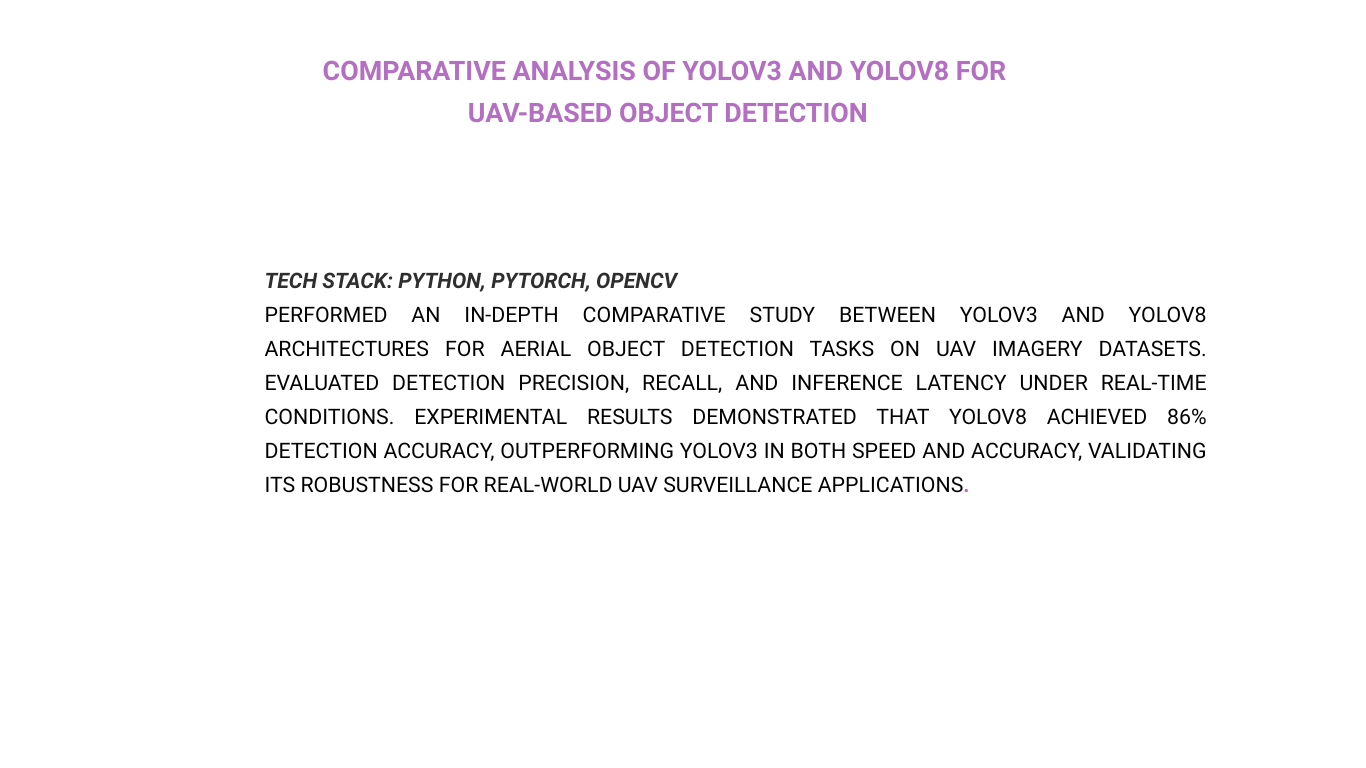 COMPARATIVE ANALYSIS OF YOLOV3 AND YOLOV8 FOR
UAV-BASED OBJECT DETECTION
TECH STACK: PYTHON, PYTORCH, OPENCV
PERFORMED AN IN-DEPTH COMPARATIVE STUDY BETWEEN YOLOV3 AND YOLOV8
ARCHITECTURES FOR AERIAL OBJECT DETECTION TASKS ON UAV IMAGERY DATASETS.
EVALUATED DETECTION PRECISION, RECALL, AND INFERENCE LATENCY UNDER REAL-TIME
CONDITIONS. EXPERIMENTAL RESULTS DEMONSTRATED THAT YOLOV8 ACHIEVED 86%
DETECTION ACCURACY, OUTPERFORMING YOLOV3 IN BOTH SPEED AND ACCURACY, VALIDATING
ITS ROBUSTNESS FOR REAL-WORLD UAV SURVEILLANCE APPLICATIONS.